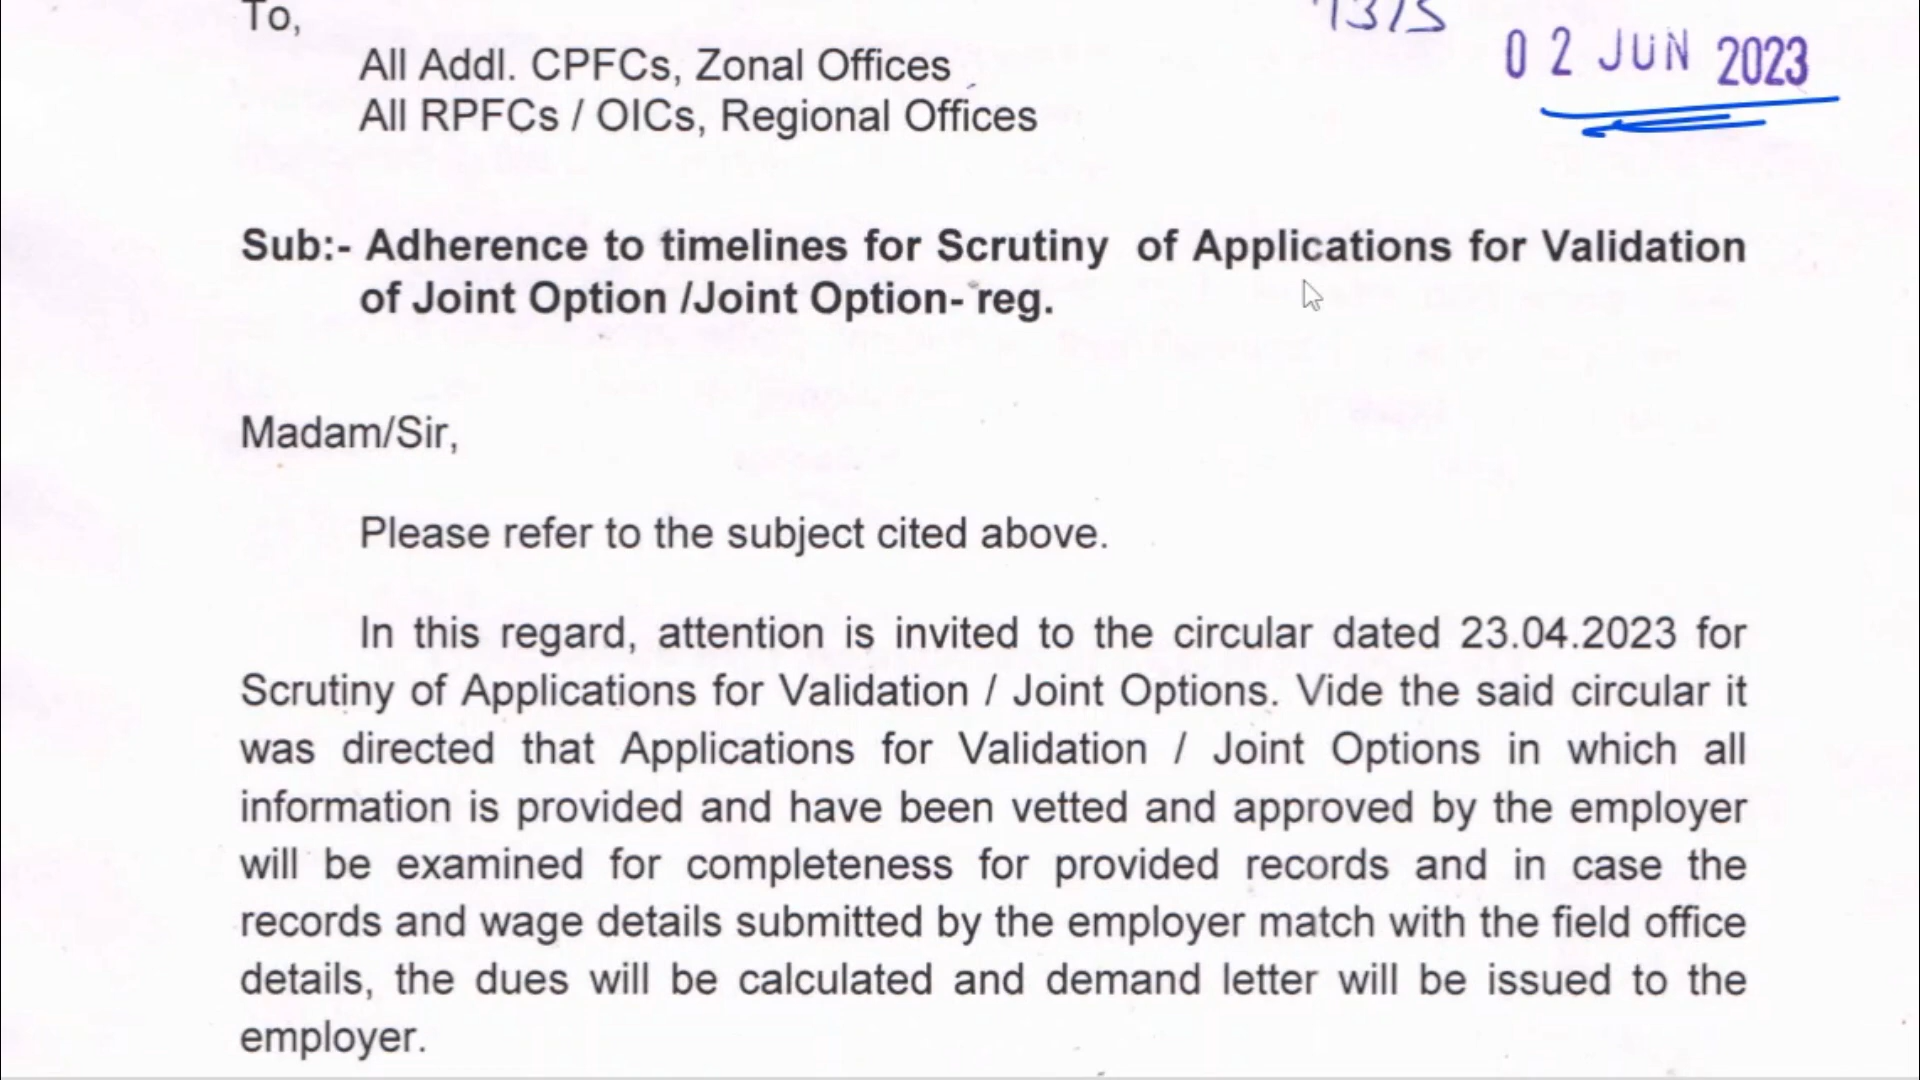 To,
02 JUN 2023
All Addl. CPFCs, Zonal Offices
All RPFCs / OICs, Regional Offices
Sub:- Adherence to timelines for Scrutiny of Applications for Validation
of Joint Option /Joint Option- reg.
Madam/Sir,
Please refer to the subject cited above.
In this regard, attention is invited to the circular dated 23.04.2023 for
Scrutiny of Applications for Validation / Joint Options. Vide the said circular it
was directed that Applications for Validation / Joint Options in which all
information is provided and have been vetted and approved by the employer
will be examined for completeness for provided records and in case the
records and wage details submitted by the employer match with the field office
details, the dues will be calculated and demand letter will be issued to the
employer.